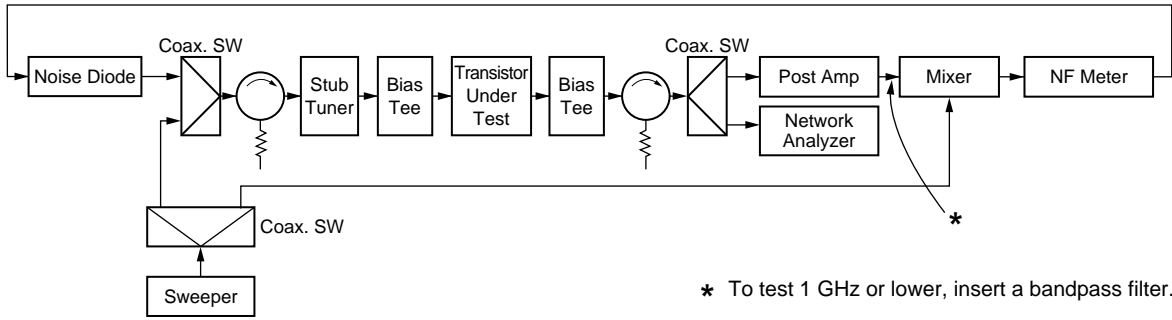 Coax. SW
Coax. SW
Noise Diode
Stub
Tuner
Bias
Tee
Transistor
Under
Test
Bias
Tee
Post Amp
Mixer
NF Meter
Network
Analyzer
Coax. SW
*
Sweeper
* To test 1 GHz or lower, insert a bandpass filter.